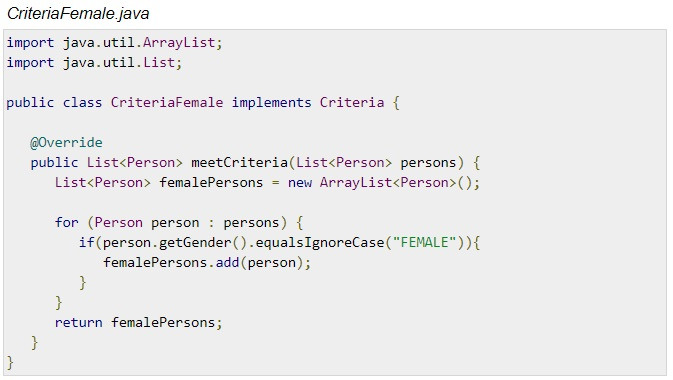 CriteriaFemale.java
import java.util.ArrayList;
import java.util.List;
public class CriteriaFemale implements Criteria {
@Override
public List<Person> meetCriteria(List<Person> persons) {
List<Person> femalePersons = new ArrayList<Person>();
for (Person person : persons) {
if(person.getGender().equalsIgnoreCase("FEMALE")){
femalePersons.add(person);
}
}
return femalePersons;
}
}